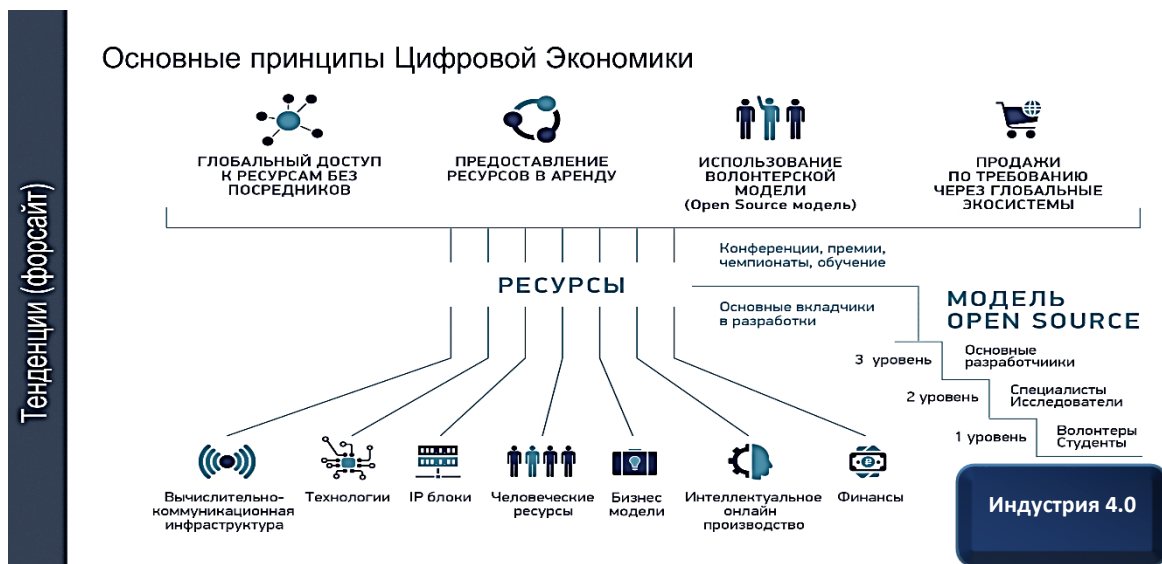 Тенденции (форсайт)
Основные принципы Цифровой Экономики
ГЛОБАЛЬНЫЙ ДОСТУП
К РЕСУРСАМ БЕЗ
ПОСРЕДНИКОВ
ПРЕДОСТАВЛЕНИЕ
РЕСУРСОВ В АРЕНДУ
ИСПОЛЬЗОВАНИЕ
ВОЛОНТЕРСКОЙ
МОДЕЛИ
(Open Source модель)
ПРОДАЖИ
ПО ТРЕБОВАНИЮ
ЧЕРЕЗ ГЛОБАЛЬНЫЕ
ЭКОСИСТЕМЫ
РЕСУРСЫ
Конференции, премии,
чемпионаты, обучение
Основные вкладчики
в разработки
МОДЕЛЬ
OPEN SOURCE
3 уровень
Основные
разработчиики
2 уровень
Специалисты
Исследователи
1 уровень
Волонтеры
Студенты
Вычислительно-
коммуникационная
инфраструктура
Технологии
IP блоки
Человеческие
ресурсы
Бизнес
модели
Интеллектуальное
онлайн
производство
Финансы
Индустрия 4.0